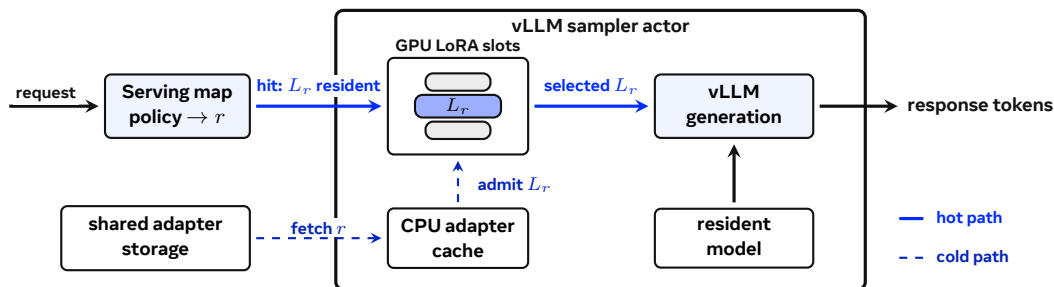 vLLM sampler actor
GPU LoRA slots
request
Serving map
policy → r
hit: L_r resident
L_r
selected L_r
vLLM
generation
response tokens
admit L_r
shared adapter
storage
fetch r
CPU adapter
cache
resident
model
hot path
cold path